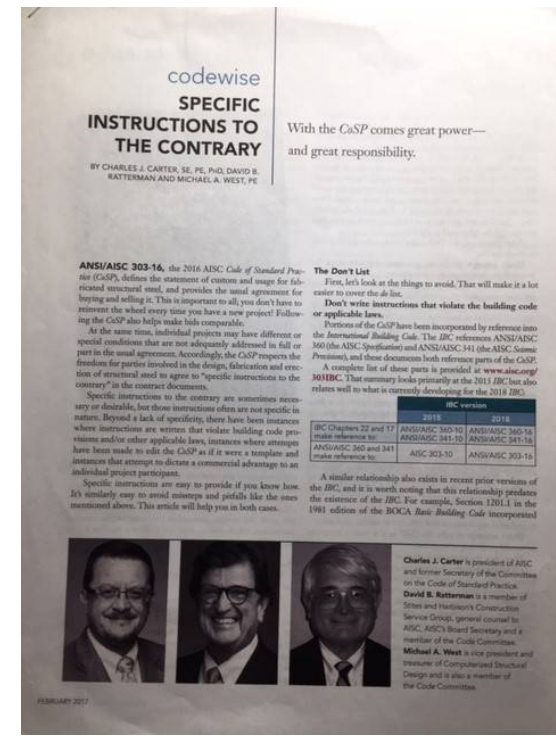 codewise
SPECIFIC
INSTRUCTIONS TO
THE CONTRARY
BY CHARLES J. CARTER, SE, PE, PhD, DAVID B.
RATTERMAN AND MICHAEL A. WEST, PE
With the CoSP comes great power—
and great responsibility.
ANSI/AISC 303-16, the 2016 AISC Code of Standard Prac-
tice (CoSP), defines the statement of custom and usage for fab-
ricated structural steel, and provides the usual agreement for
buying and selling it. This is important to all; you don't have to
reinvent the wheel every time you have a new project! Follow-
ing the CoSP also helps make bids comparable.
At the same time, individual projects may have different or
special conditions that are not adequately addressed in full or
part in the usual agreement. Accordingly, the CoSP respects the
freedom for parties involved in the design, fabrication and erec-
tion of structural steel to agree to "specific instructions to the
contrary" in the contract documents.
Specific instructions to the contrary are sometimes neces-
sary or desirable, but those instructions often are not specific in
nature. Beyond a lack of specificity, there have been instances
where instructions are written that violate building code pro-
visions and/or other applicable laws, instances where attempts
have been made to edit the CoSP as if it were a template and
instances that attempt to dictate a commercial advantage to an
individual project participant.
Specific instructions are easy to provide if you know how.
It's similarly easy to avoid missteps and pitfalls like the ones
mentioned above. This article will help you in both cases.
The Don't List
First, let's look at the things to avoid. That will make it a lot
easier to cover the do list.
Don't write instructions that violate the building code
or applicable laws.
Portions of the CoSP have been incorporated by reference into
the International Building Code. The IBC references ANSI/AISC
360 (the AISC Specification) and ANSI/AISC 341 (the AISC Seismic
Provisions), and these documents both reference parts of the CoSP.
A complete list of these parts is provided at www.aisc.org/
303IBC. That summary looks primarily at the 2015 IBC but also
relates well to what is currently developing for the 2018 IBC:
IBC version
2015 2018
IBC Chapters 22 and 17 make reference to: ANSI/AISC 360-10 ANSI/AISC 341-10 ANSI/AISC 360-16 ANSI/AISC 341-16
ANSI/AISC 360 and 341 make reference to: AISC 303-10 ANSI/AISC 303-16
A similar relationship also exists in recent prior versions of
the IBC, and it is worth noting that this relationship predates
the existence of the IBC. For example, Section 1201.1 in the
1981 edition of the BOCA Basic Building Code incorporated
Charles J. Carter is president of AISC
and former Secretary of the Committee
on the Code of Standard Practice.
David B. Ratterman is a member of
Stites and Harbison's Construction
Service Group, general counsel to
AISC, AISC's Board Secretary and a
member of the Code Committee.
Michael A. West is vice president and
treasurer of Computerized Structural
Design and is also a member of
the Code Committee.
FEBRUARY 2017